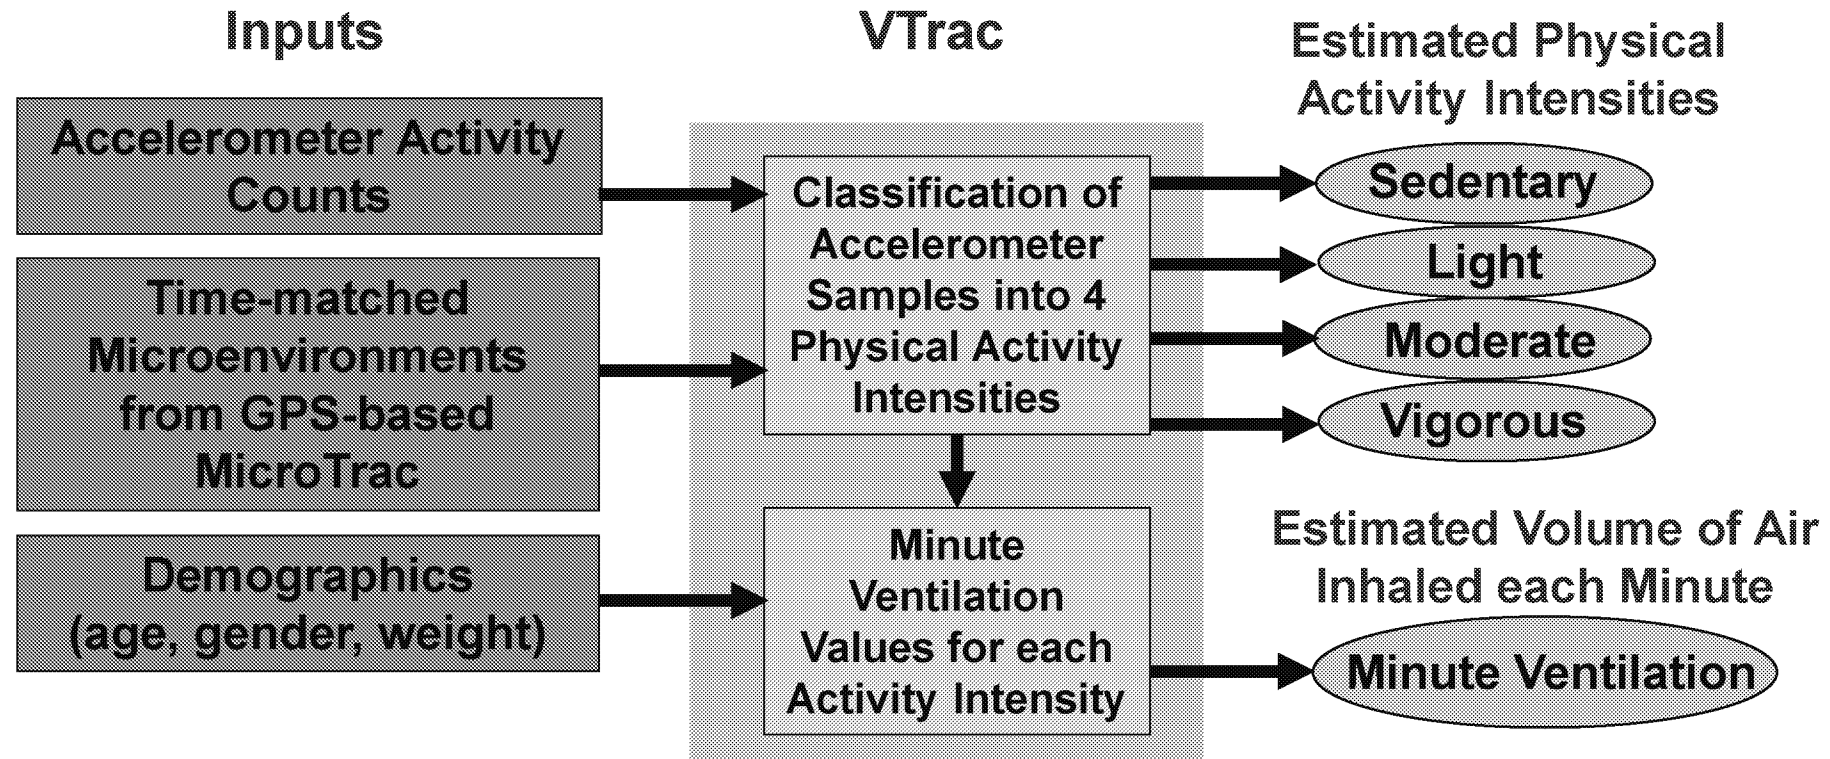 Inputs
Accelerometer Activity
Counts
Time-matched
Microenvironments
from GPS-based
MicroTrac
Demographics
(age, gender, weight)
VTrac
Classification of
Accelerometer
Samples into 4
Physical Activity
Intensities
Minute
Ventilation
Values for each
Activity Intensity
Estimated Physical
Activity Intensities
Sedentary
Light
Moderate
Vigorous
Estimated Volume of Air
Inhaled each Minute
Minute Ventilation